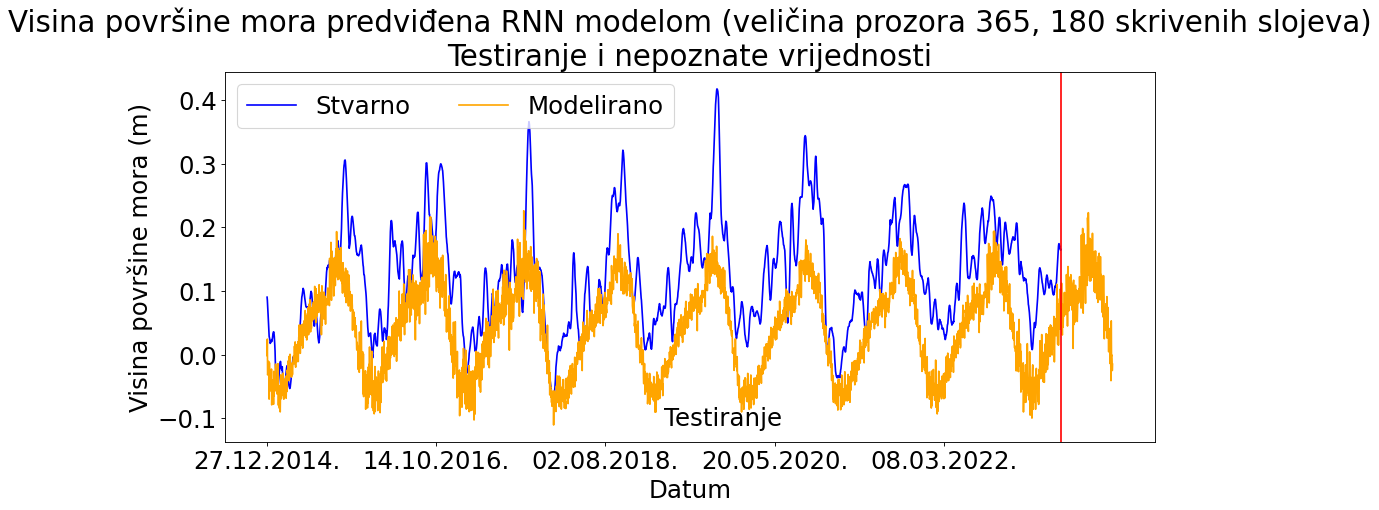 Visina površine mora predviđena RNN modelom (veličina prozora 365, 180 skrivenih slojeva)
Testiranje i nepoznate vrijednosti
Stvarno Modelirano
Visina površine mora (m)
0.4
0.3
0.2
0.1
0.0
−0.1
Testiranje
27.12.2014. 14.10.2016. 02.08.2018. 20.05.2020. 08.03.2022.
Datum